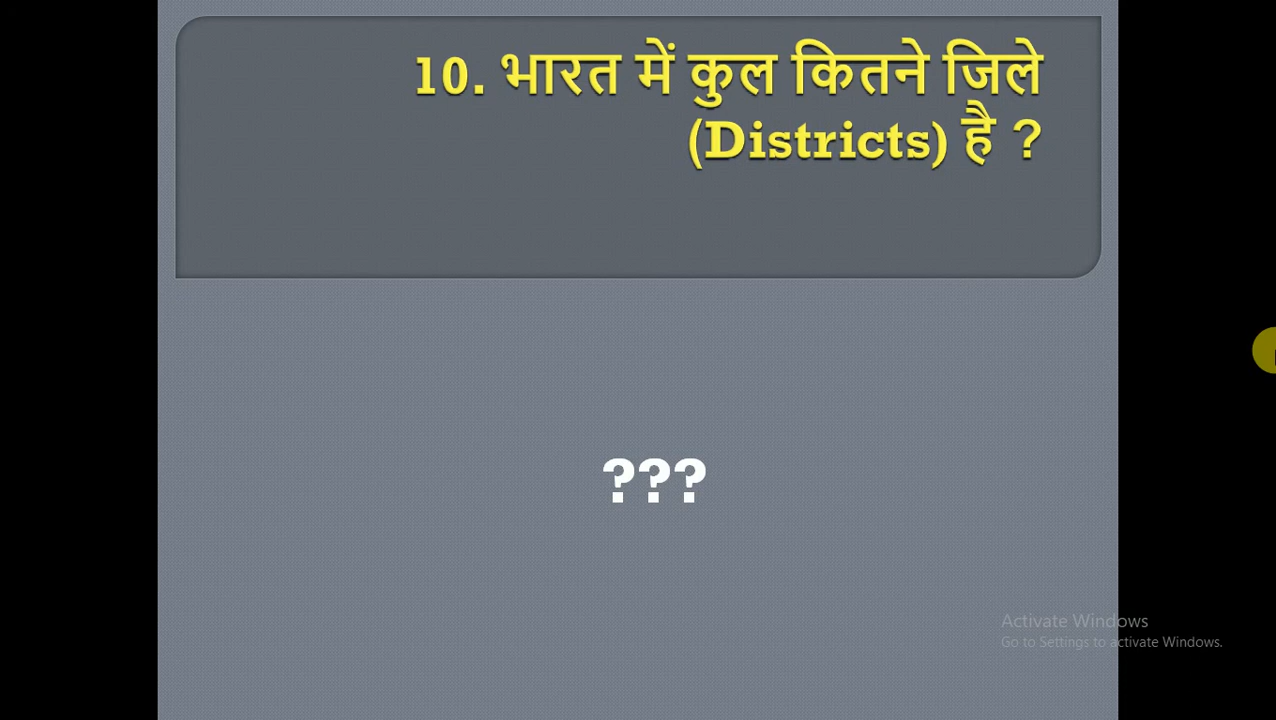 10. भारत में कुल कितने जिले
(Districts) है ?
???
Activate Windows
Go to Settings to activate Windows.